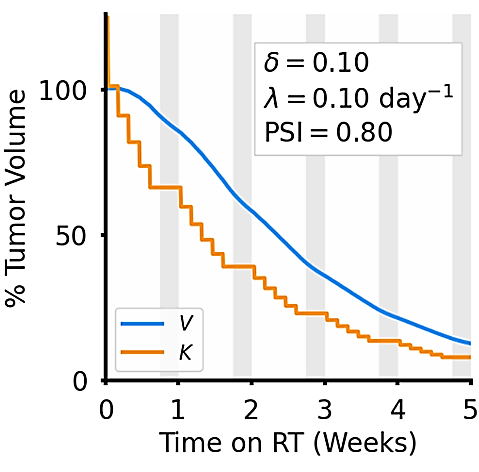 % Tumor Volume
100
50
0
δ = 0.10
λ = 0.10 day⁻¹
PSI = 0.80
V
K
0 1 2 3 4 5
Time on RT (Weeks)